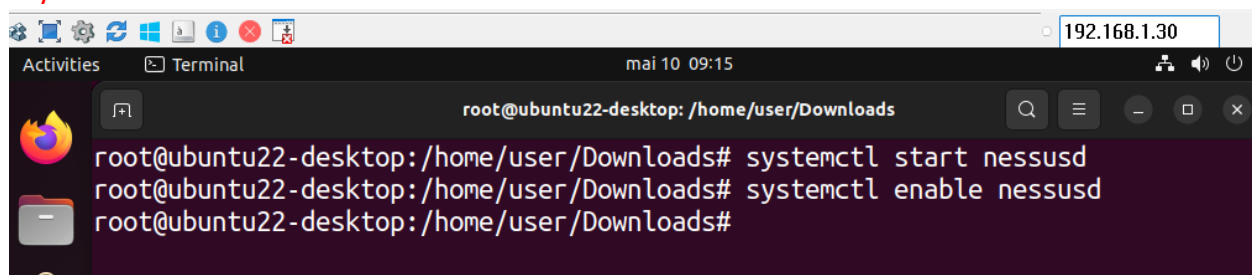 192.168.1.30
Activities Terminal mai 10 09:15
root@ubuntu22-desktop: /home/user/Downloads
root@ubuntu22-desktop:/home/user/Downloads# systemctl start nessusd
root@ubuntu22-desktop:/home/user/Downloads# systemctl enable nessusd
root@ubuntu22-desktop:/home/user/Downloads#